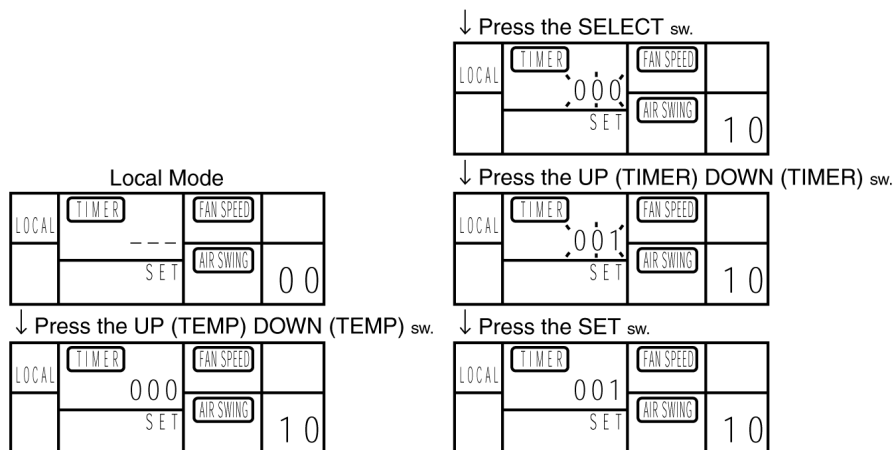 Local Mode
LOCAL
TIMER
---
SET
FAN SPEED
AIR SWING
00
↓ Press the UP (TEMP) DOWN (TEMP) sw.
LOCAL
TIMER
000
SET
FAN SPEED
AIR SWING
10
↓ Press the SELECT sw.
LOCAL
TIMER
000
SET
FAN SPEED
AIR SWING
10
↓ Press the UP (TIMER) DOWN (TIMER) sw.
LOCAL
TIMER
001
SET
FAN SPEED
AIR SWING
10
↓ Press the SET sw.
LOCAL
TIMER
001
SET
FAN SPEED
AIR SWING
10